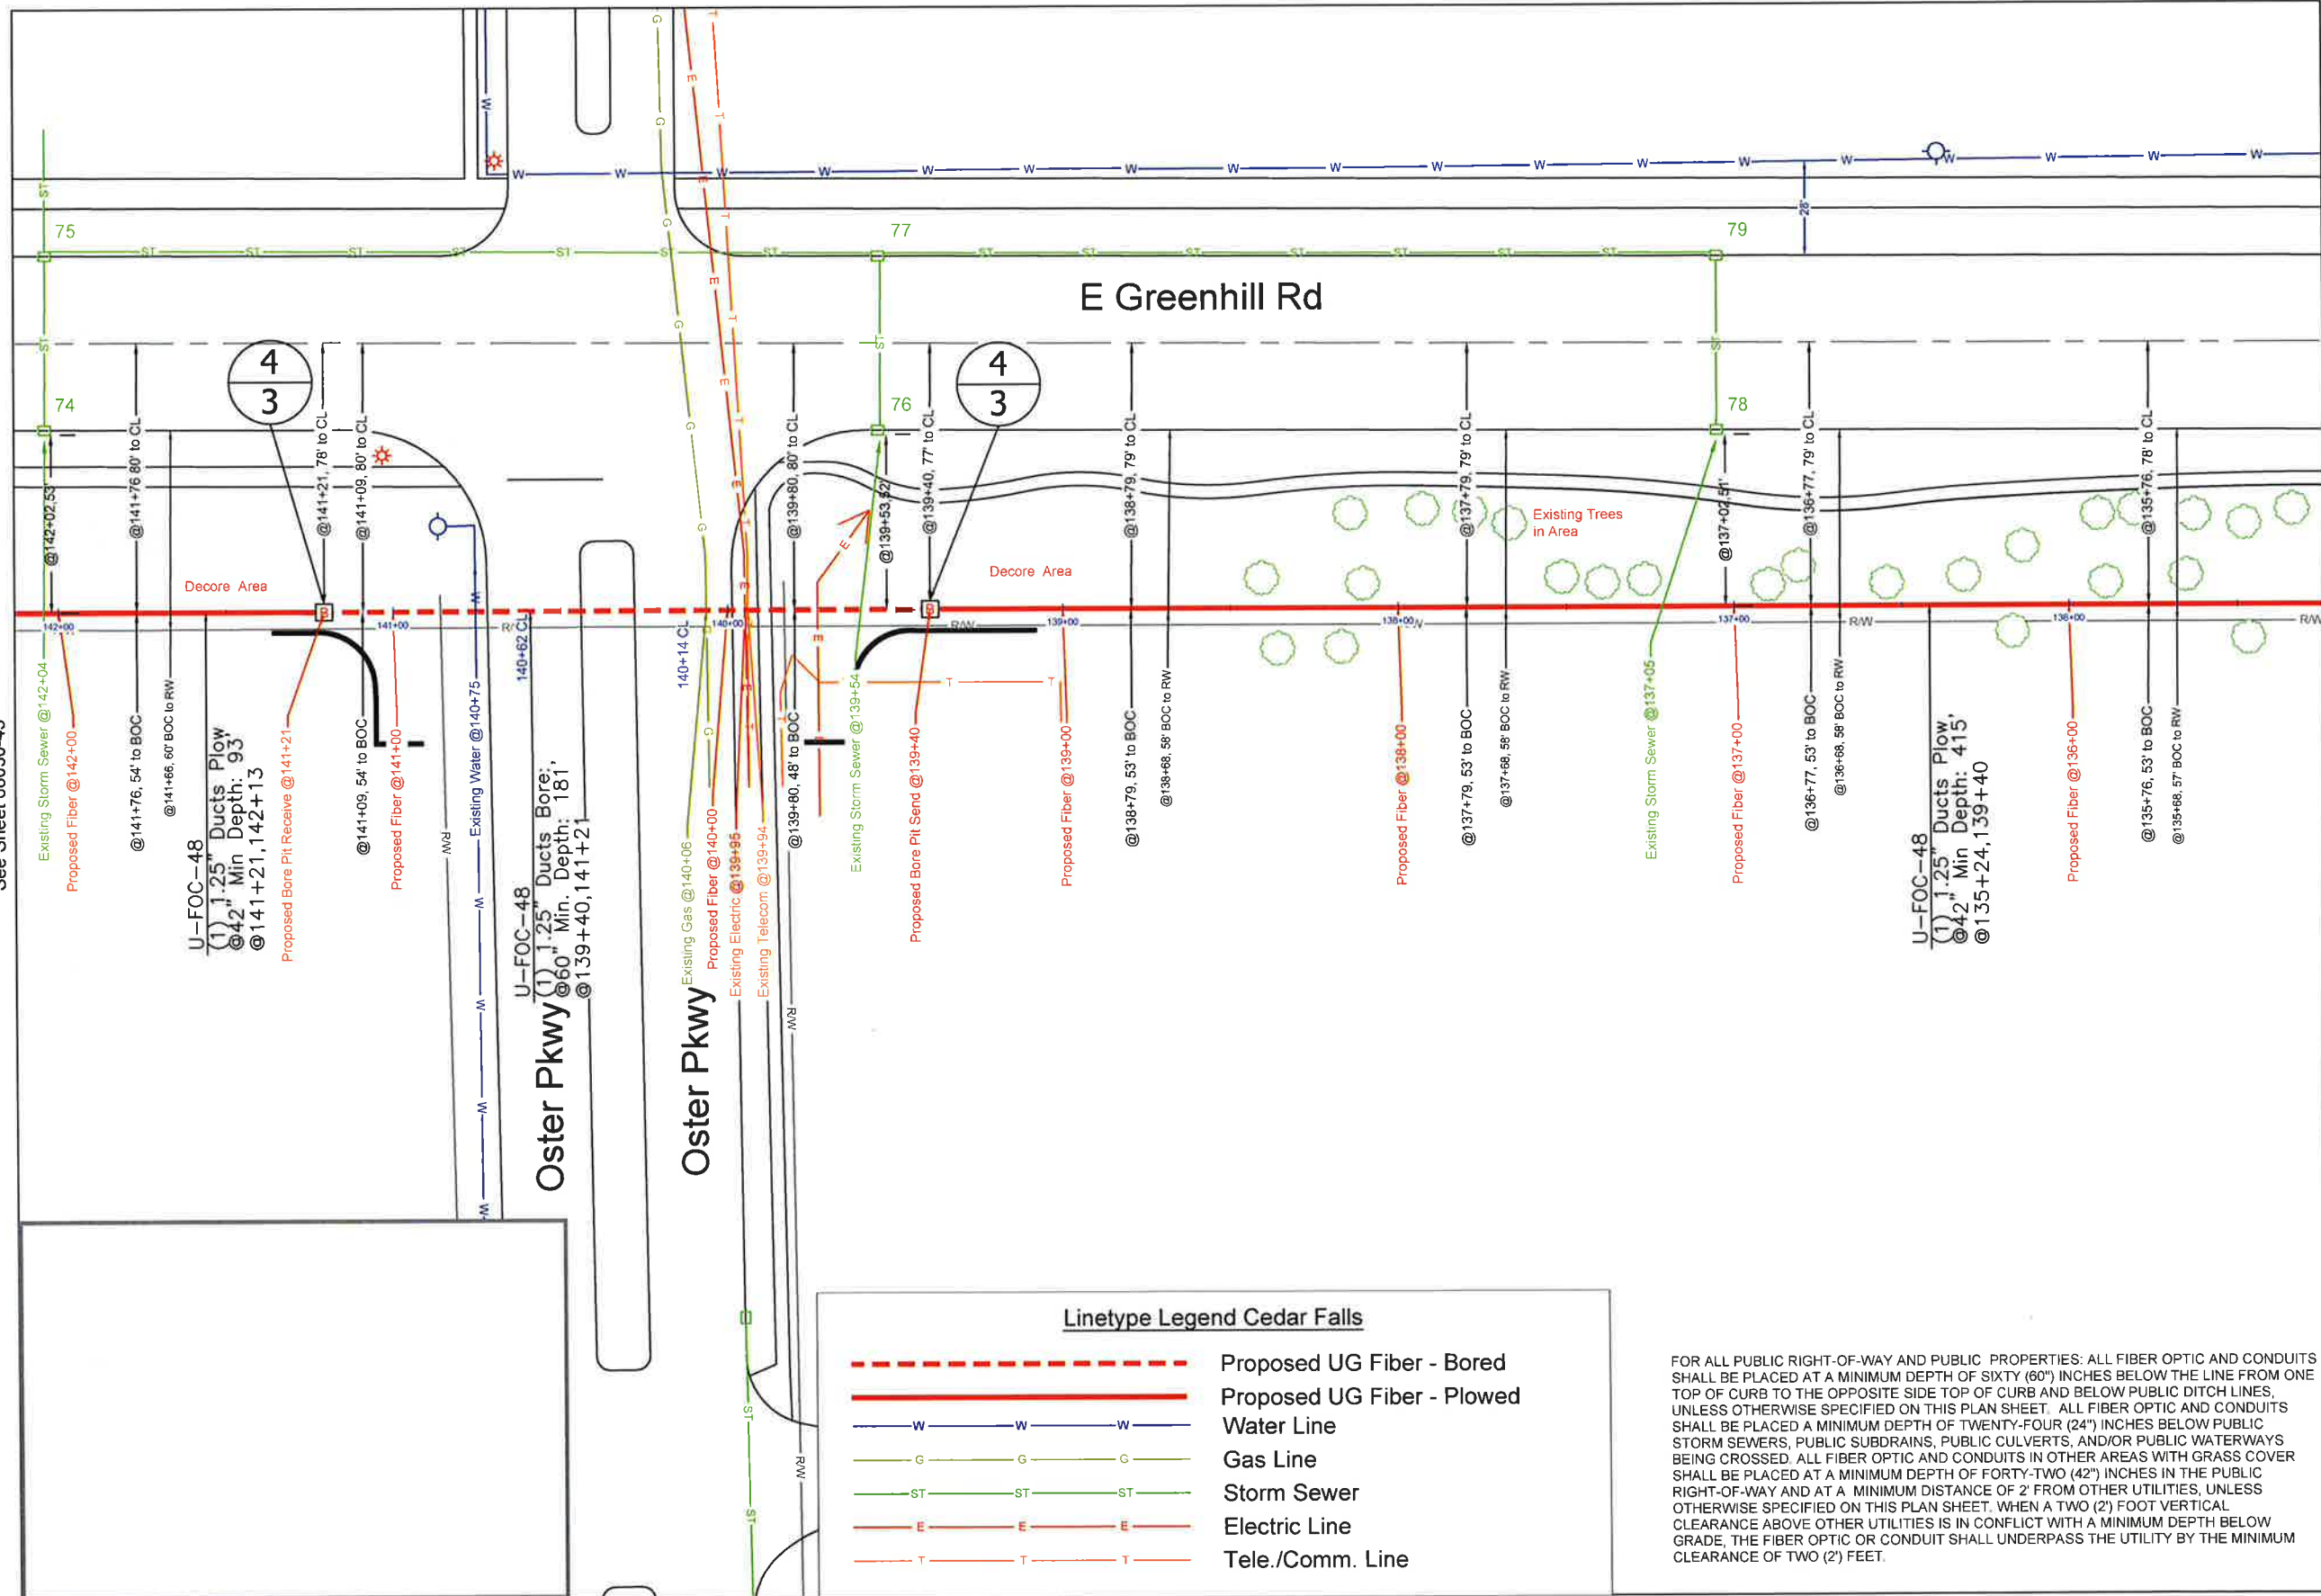 G
T
E
W
75
77
79
28'
ST
E Greenhill Rd
4
3
4
3
74
76
78
@142+02,53'
@141+76 80' to CL
@141+21, 78' to CL
@141+09, 80' to CL
@139+80, 80' to CL
@139+53,52'
@139+40, 77' to CL
@138+79, 79' to CL
@137+79, 79' to CL
@137+02,51'
@136+77, 79' to CL
@135+76, 78' to CL
Existing Trees
in Area
Decore Area
Decore Area
B
B
142+00
141+00
140+00
139+00
138+00
137+00
136+00
R/W
R/W
R/W
R/W
140+62 CL
140+14 CL
Existing Storm Sewer @142+04
Proposed Fiber @142+00
@141+76, 54' to BOC
@141+66, 60' BOC to RW
U-FOC-48
(1) 1.25" Ducts Plow
@42" Min Depth: 93'
@141+21,142+13
Proposed Bore Pit Receive @141+21
@141+09, 54' to BOC
Proposed Fiber @141+00
R/W
Existing Water @140+75
U-FOC-48
(1) 1.25" Ducts Bore:
@60" Min. Depth: 181'
@139+40,141+21
Oster Pkwy
Oster Pkwy
Existing Gas @140+06
Proposed Fiber @140+00
Existing Electric @139+95
Existing Telecom @139+94
@139+80, 48' to BOC
R/W
R/W
Existing Storm Sewer @139+54
Proposed Bore Pit Send @139+40
Proposed Fiber @139+00
@138+79, 53' to BOC
@138+68, 58' BOC to RW
Proposed Fiber @138+00
@137+79, 53' to BOC
@137+68, 58' BOC to RW
Existing Storm Sewer @137+05
Proposed Fiber @137+00
@136+77, 53' to BOC
@136+68, 58' BOC to RW
U-FOC-48
(1) 1.25" Ducts Plow
@42" Min Depth: 415'
@135+24,139+40
Proposed Fiber @136+00
@135+76, 53' to BOC
@135+68, 57' BOC to RW
Linetype Legend Cedar Falls
Proposed UG Fiber - Bored
Proposed UG Fiber - Plowed
W W W Water Line
G G G Gas Line
ST ST ST Storm Sewer
E E E Electric Line
T T T Tele./Comm. Line
FOR ALL PUBLIC RIGHT-OF-WAY AND PUBLIC PROPERTIES: ALL FIBER OPTIC AND CONDUITS
SHALL BE PLACED AT A MINIMUM DEPTH OF SIXTY (60") INCHES BELOW THE LINE FROM ONE
TOP OF CURB TO THE OPPOSITE SIDE TOP OF CURB AND BELOW PUBLIC DITCH LINES,
UNLESS OTHERWISE SPECIFIED ON THIS PLAN SHEET. ALL FIBER OPTIC AND CONDUITS
SHALL BE PLACED A MINIMUM DEPTH OF TWENTY-FOUR (24") INCHES BELOW PUBLIC
STORM SEWERS, PUBLIC SUBDRAINS, PUBLIC CULVERTS, AND/OR PUBLIC WATERWAYS
BEING CROSSED. ALL FIBER OPTIC AND CONDUITS IN OTHER AREAS WITH GRASS COVER
SHALL BE PLACED AT A MINIMUM DEPTH OF FORTY-TWO (42") INCHES IN THE PUBLIC
RIGHT-OF-WAY AND AT A MINIMUM DISTANCE OF 2' FROM OTHER UTILITIES, UNLESS
OTHERWISE SPECIFIED ON THIS PLAN SHEET. WHEN A TWO (2') FOOT VERTICAL
CLEARANCE ABOVE OTHER UTILITIES IS IN CONFLICT WITH A MINIMUM DEPTH BELOW
GRADE, THE FIBER OPTIC OR CONDUIT SHALL UNDERPASS THE UTILITY BY THE MINIMUM
CLEARANCE OF TWO (2') FEET.